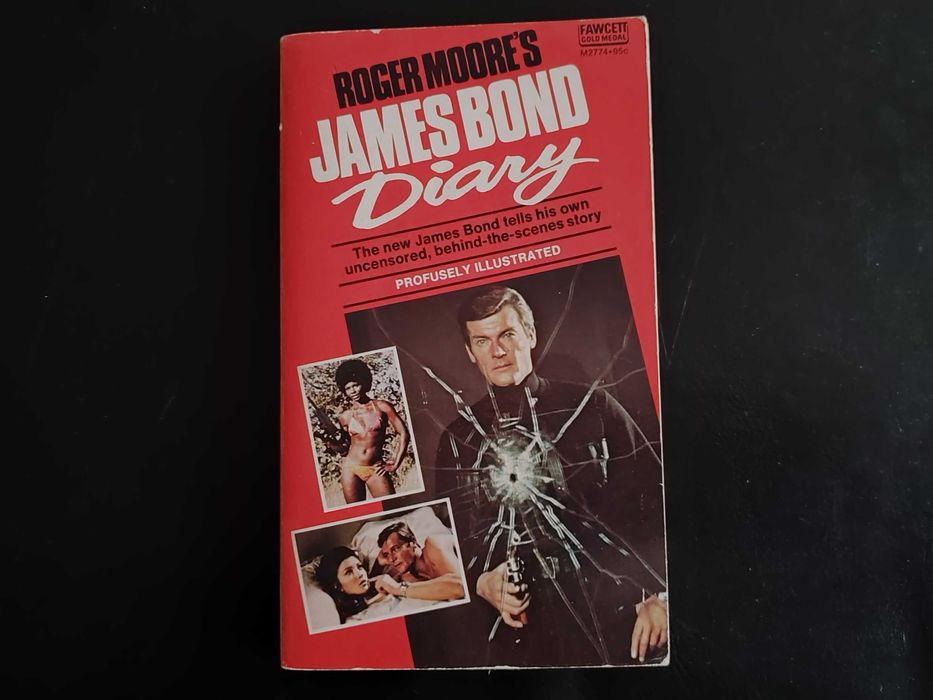 FAWCETT
GOLD MEDAL
M2774•95c
ROGER MOORE'S
JAMES BOND
Diary
The new James Bond tells his own
uncensored, behind-the-scenes story
PROFUSELY ILLUSTRATED